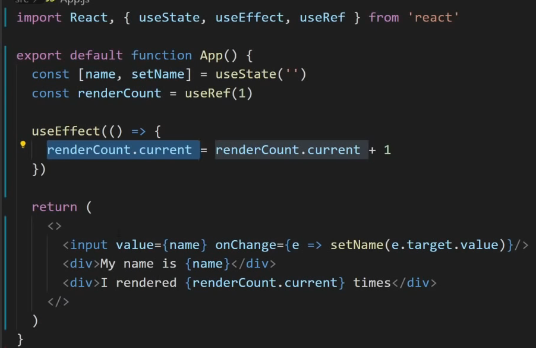 App.js
import React, { useState, useEffect, useRef } from 'react'
export default function App() {
const [name, setName] = useState('')
const renderCount = useRef(1)
useEffect(() => {
renderCount.current = renderCount.current + 1
})
return (
<>
<input value={name} onChange={e => setName(e.target.value)}/>
<div>My name is {name}</div>
<div>I rendered {renderCount.current} times</div>
</>
)
}